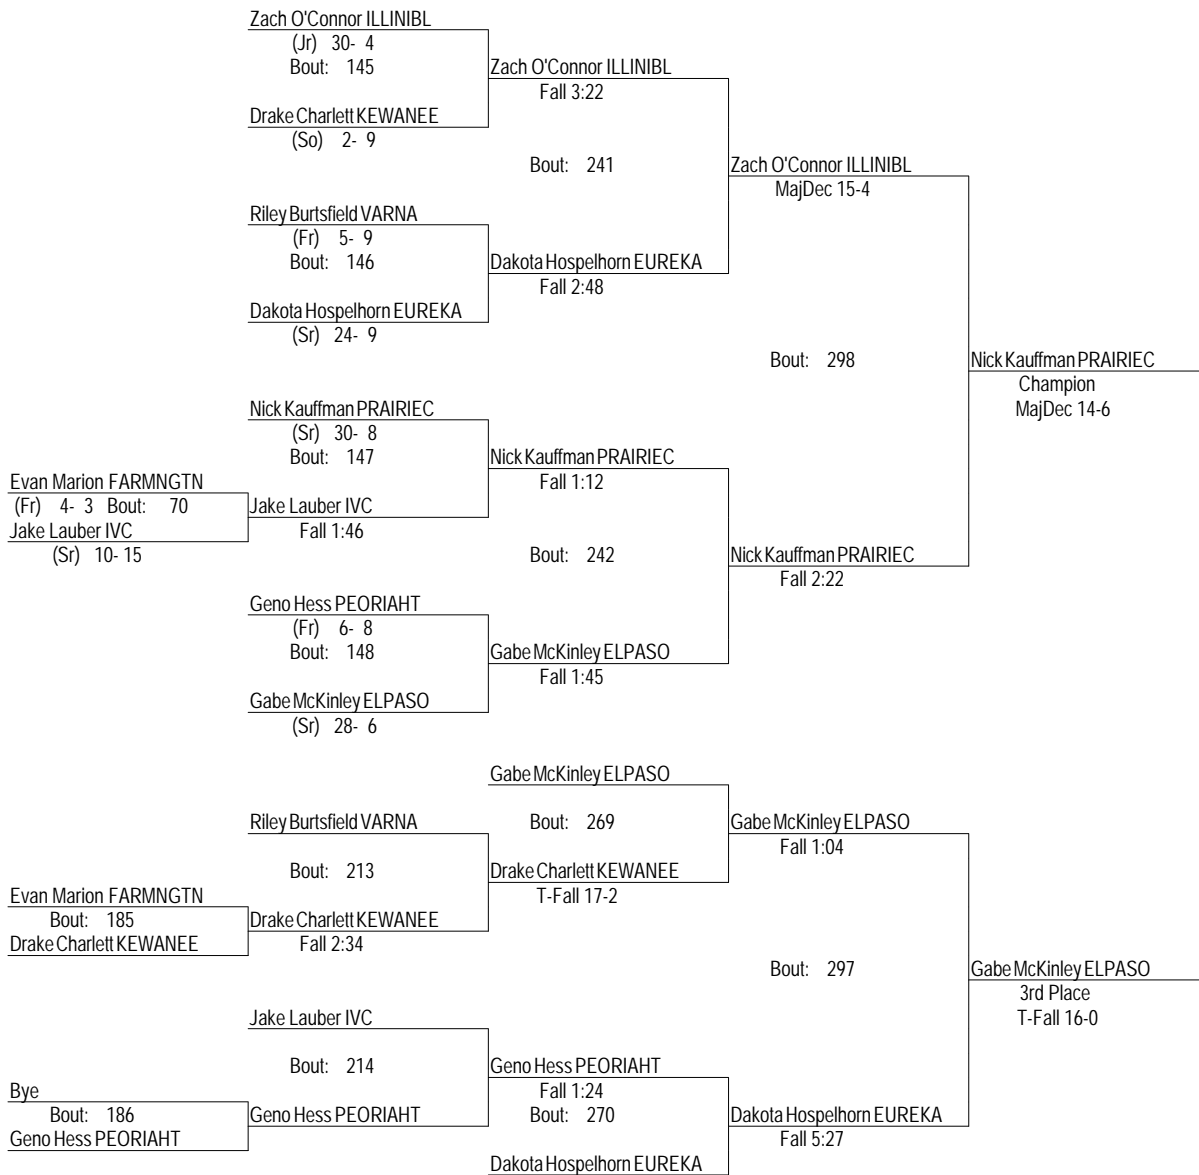 Zach O'Connor ILLINIBL
(Jr) 30- 4
Bout: 145
Zach O'Connor ILLINIBL
Fall 3:22
Drake Charlett KEWANEE
(So) 2- 9
Bout: 241
Zach O'Connor ILLINIBL
MajDec 15-4
Riley Burtsfield VARNA
(Fr) 5- 9
Bout: 146
Dakota Hospelhorn EUREKA
Fall 2:48
Dakota Hospelhorn EUREKA
(Sr) 24- 9
Bout: 298
Nick Kauffman PRAIRIEC
Champion
MajDec 14-6
Nick Kauffman PRAIRIEC
(Sr) 30- 8
Bout: 147
Nick Kauffman PRAIRIEC
Fall 1:12
Evan Marion FARMNGTN
(Fr) 4- 3 Bout: 70
Jake Lauber IVC
Fall 1:46
Jake Lauber IVC
(Sr) 10- 15
Bout: 242
Nick Kauffman PRAIRIEC
Fall 2:22
Geno Hess PEORIAHT
(Fr) 6- 8
Bout: 148
Gabe McKinley ELPASO
Fall 1:45
Gabe McKinley ELPASO
(Sr) 28- 6
Gabe McKinley ELPASO
Riley Burtsfield VARNA
Bout: 269
Gabe McKinley ELPASO
Fall 1:04
Bout: 213
Drake Charlett KEWANEE
T-Fall 17-2
Evan Marion FARMNGTN
Bout: 185
Drake Charlett KEWANEE
Fall 2:34
Drake Charlett KEWANEE
Bout: 297
Gabe McKinley ELPASO
3rd Place
T-Fall 16-0
Jake Lauber IVC
Bout: 214
Geno Hess PEORIAHT
Fall 1:24
Bye
Bout: 186
Geno Hess PEORIAHT
Bout: 270
Dakota Hospelhorn EUREKA
Fall 5:27
Geno Hess PEORIAHT
Dakota Hospelhorn EUREKA